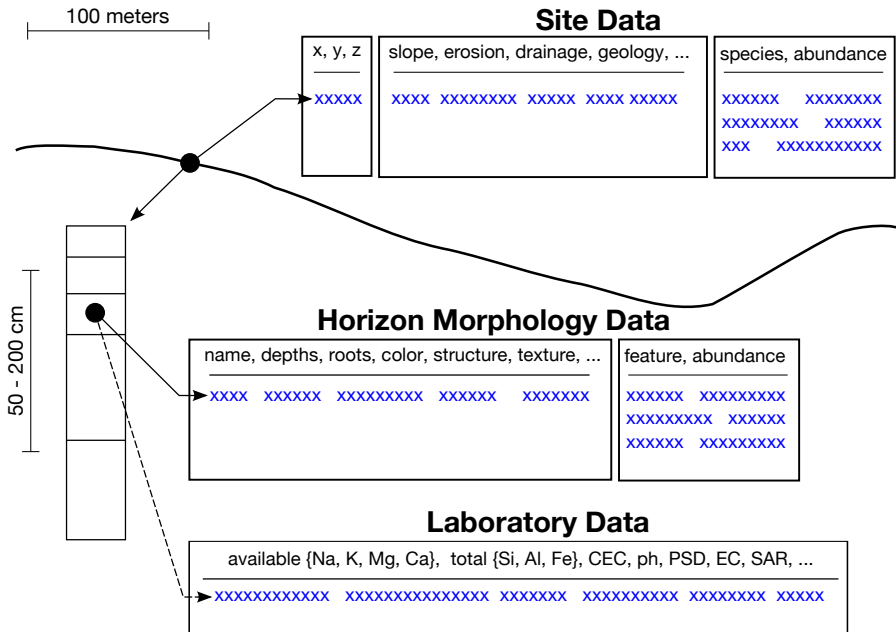 100 meters
Site Data
x, y, z
slope, erosion, drainage, geology, ...
species, abundance
xxxxx
xxxx xxxxxxxx xxxxx xxxx xxxxx
xxxxxx xxxxxxxx
xxxxxxxx xxxxxx
xxx xxxxxxxxxxx
50 - 200 cm
Horizon Morphology Data
name, depths, roots, color, structure, texture, ...
feature, abundance
xxxx xxxxxx xxxxxxxxx xxxxxx xxxxxxx
xxxxxx xxxxxxxxx
xxxxxxxxx xxxxxx
xxxxxx xxxxxxxxx
Laboratory Data
available {Na, K, Mg, Ca}, total {Si, Al, Fe}, CEC, ph, PSD, EC, SAR, ...
xxxxxxxxxxxx xxxxxxxxxxxxxxx xxxxxxx xxxxxxxxxx xxxxxxxx xxxxx